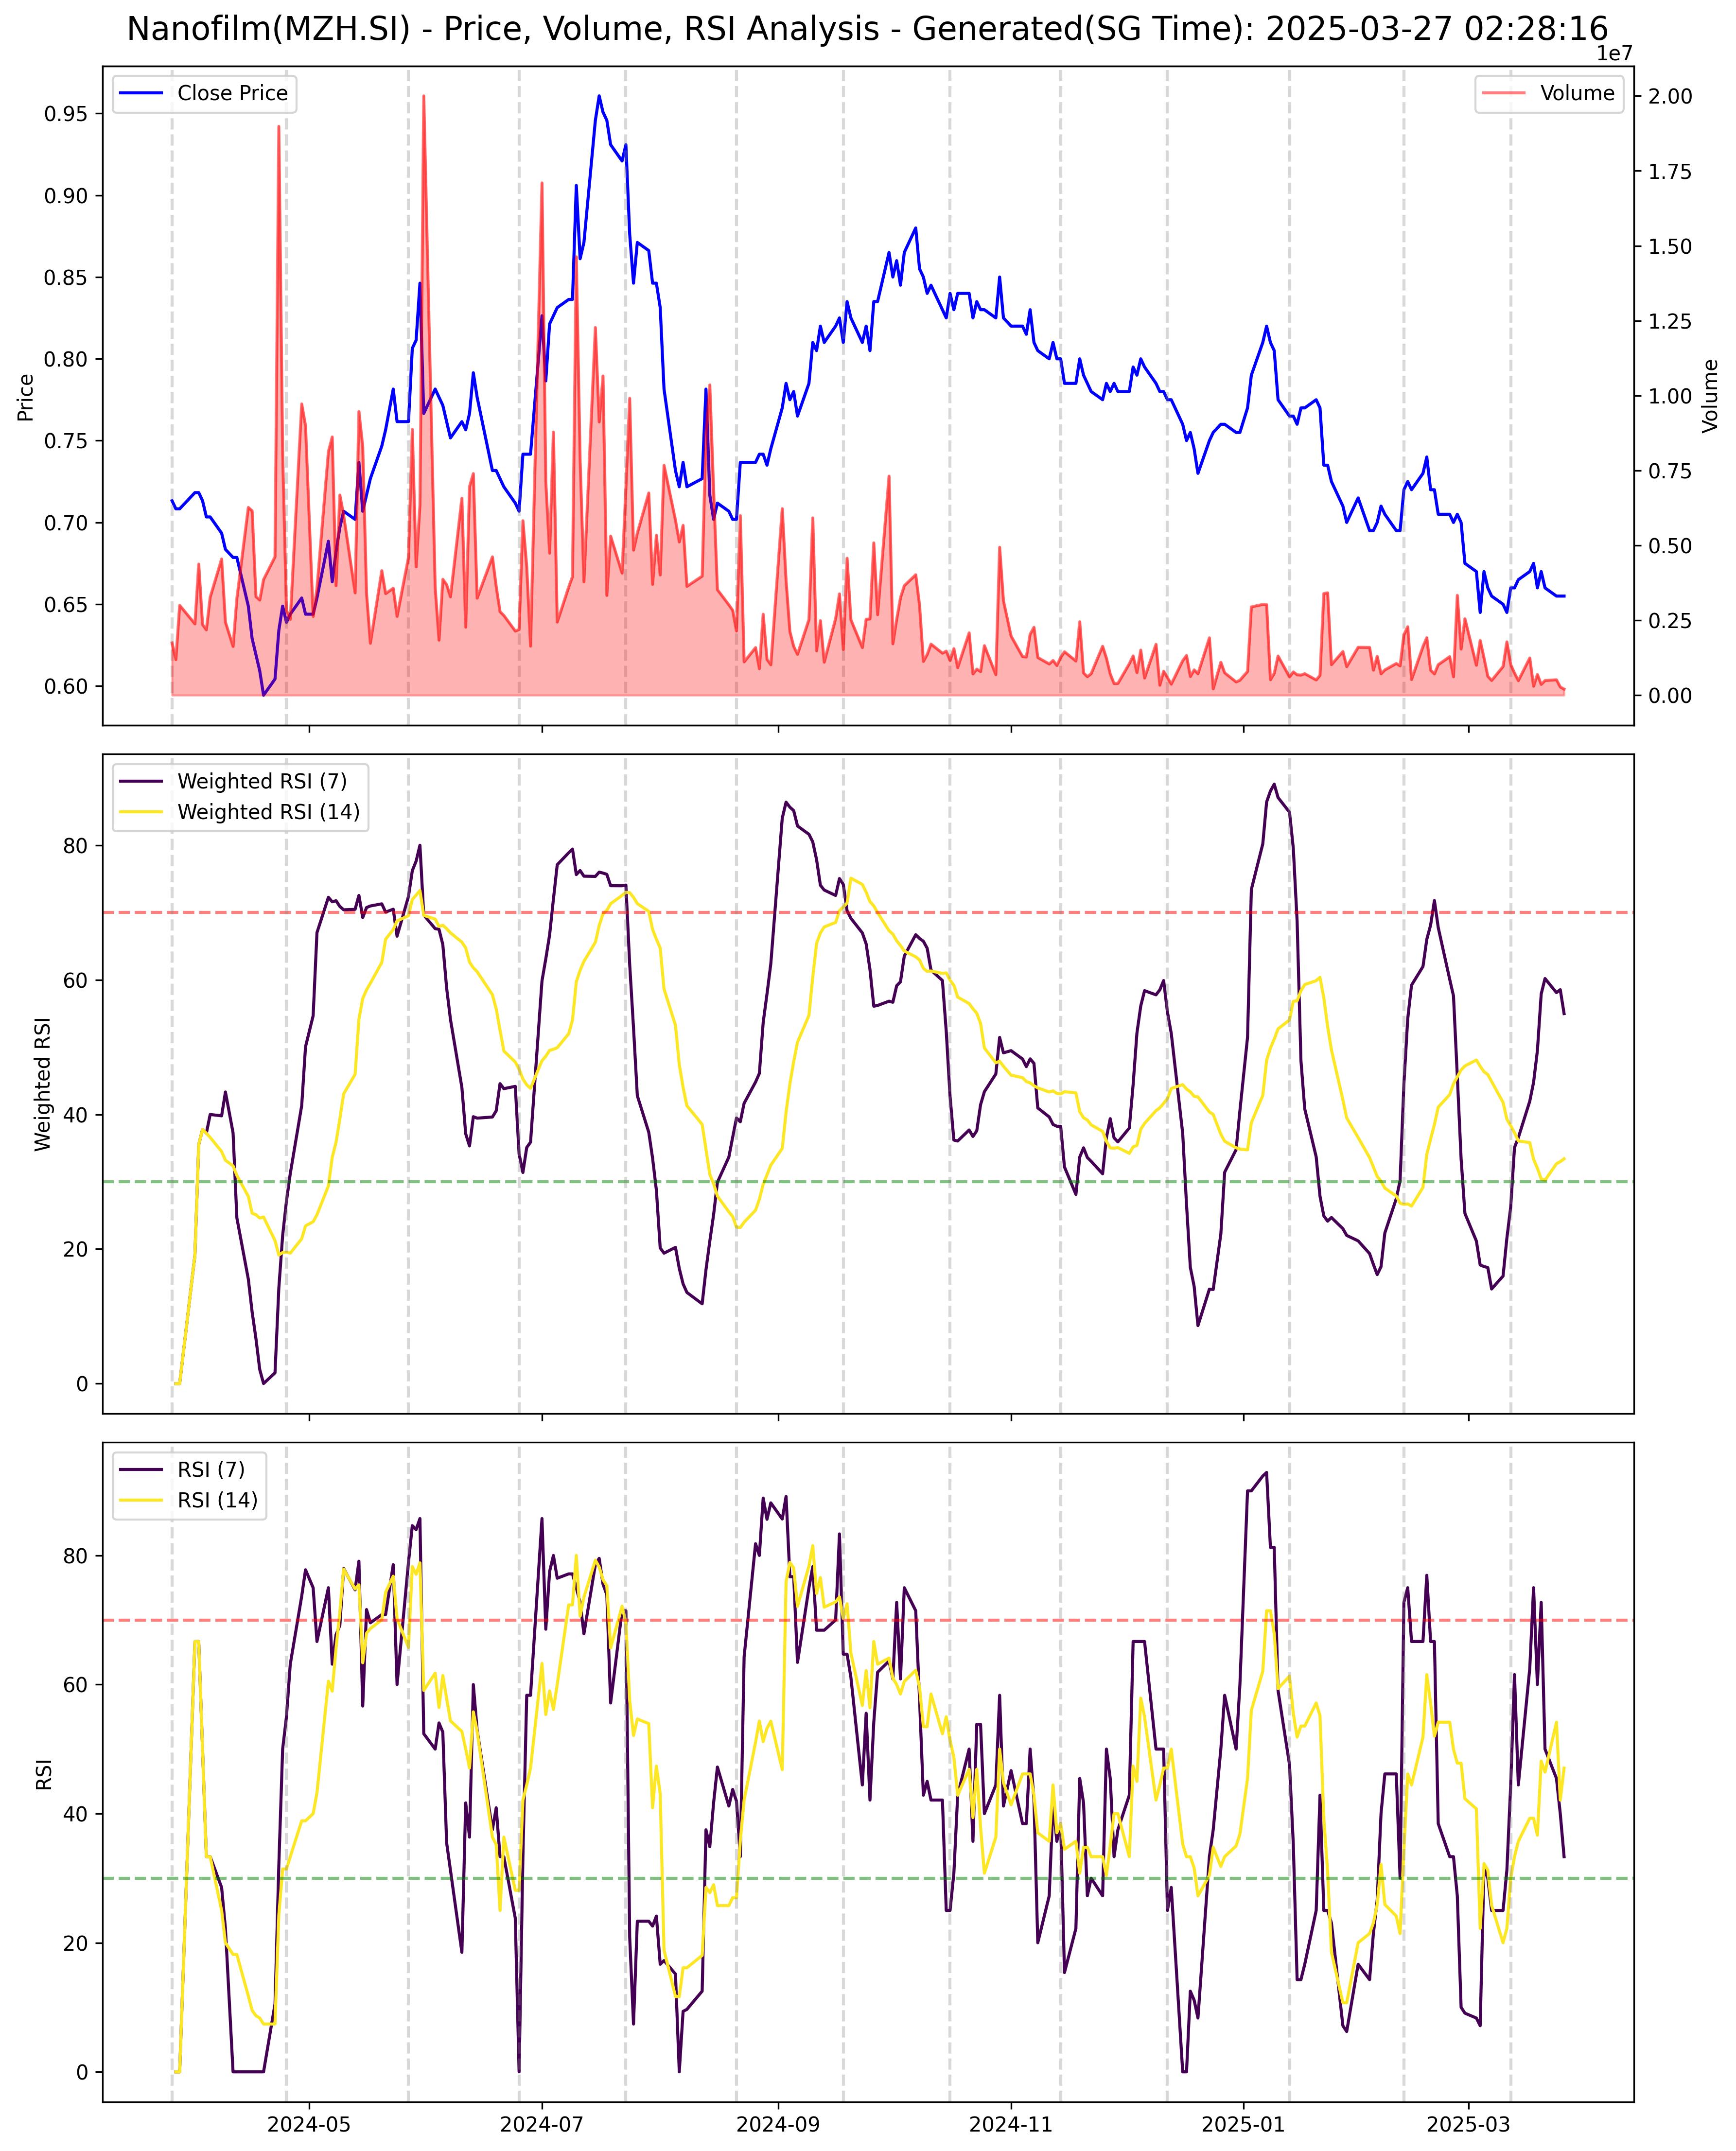 Nanofilm(MZH.SI) - Price, Volume, RSI Analysis - Generated(SG Time): 2025-03-27 02:28:16
1e7
Close Price
Volume
0.95
0.90
0.85
0.80
0.75
0.70
0.65
0.60
Price
2.00
1.75
1.50
1.25
1.00
0.75
0.50
0.25
0.00
Volume
Weighted RSI (7)
Weighted RSI (14)
80
60
40
20
0
Weighted RSI
RSI (7)
RSI (14)
80
60
40
20
0
RSI
2024-05
2024-07
2024-09
2024-11
2025-01
2025-03